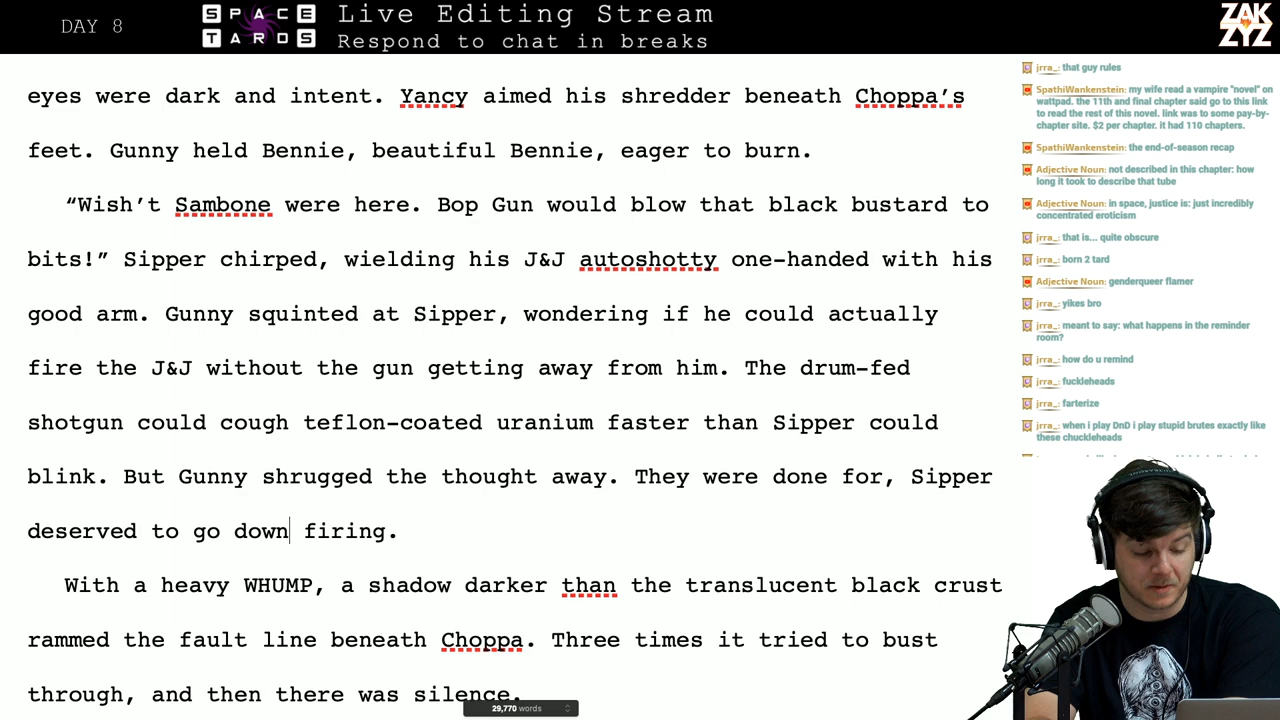 DAY 8
SPACE
TARDS
Live Editing Stream
Respond to chat in breaks
ZAK
ZYZ
eyes were dark and intent. Yancy aimed his shredder beneath Choppa’s
feet. Gunny held Bennie, beautiful Bennie, eager to burn.
“Wish’t Sambone were here. Bop Gun would blow that black bustard to
bits!” Sipper chirped, wielding his J&J autoshotty one-handed with his
good arm. Gunny squinted at Sipper, wondering if he could actually
fire the J&J without the gun getting away from him. The drum-fed
shotgun could cough teflon-coated uranium faster than Sipper could
blink. But Gunny shrugged the thought away. They were done for, Sipper
deserved to go down firing.
With a heavy WHUMP, a shadow darker than the translucent black crust
rammed the fault line beneath Choppa. Three times it tried to bust
through, and then there was silence.
29,770 words
jrra_: that guy rules
SpathiWankenstein: my wife read a vampire "novel" on
wattpad. the 11th and final chapter said go to this link
to read the rest of this novel. link was to some pay-by-
chapter site. $2 per chapter. it had 110 chapters.
SpathiWankenstein: the end-of-season recap
Adjective Noun: not described in this chapter: how
long it took to describe that tube
Adjective Noun: in space, justice is: just incredibly
concentrated eroticism
jrra_: that is... quite obscure
jrra_: born 2 tard
Adjective Noun: genderqueer flamer
jrra_: yikes bro
jrra_: meant to say: what happens in the reminder
room?
jrra_: how do u remind
jrra_: fuckleheads
jrra_: farterize
jrra_: when i play DnD i play stupid brutes exactly like
these chuckleheads